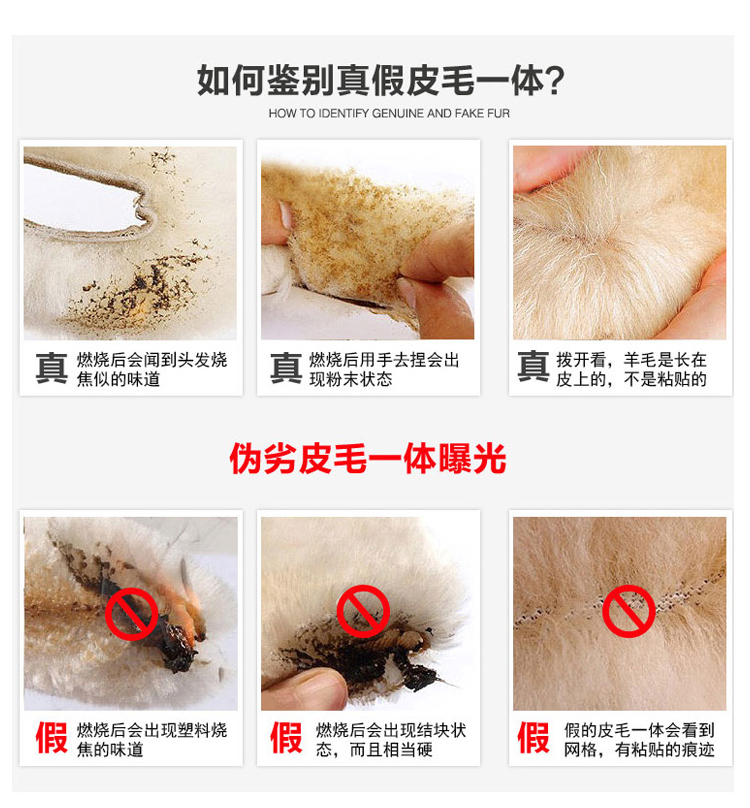 如何鉴别真假皮毛一体?
HOW TO IDENTIFY GENUINE AND FAKE FUR
真
燃烧后会闻到头发烧
焦似的味道
真
燃烧后用手去捏会出
现粉末状态
真
拨开看，羊毛是长在
皮上的，不是粘贴的
伪劣皮毛一体曝光
假
燃烧后会出现塑料烧
焦的味道
假
燃烧后会出现结块状
态，而且相当硬
假
假的皮毛一体会看到
网格，有粘贴的痕迹